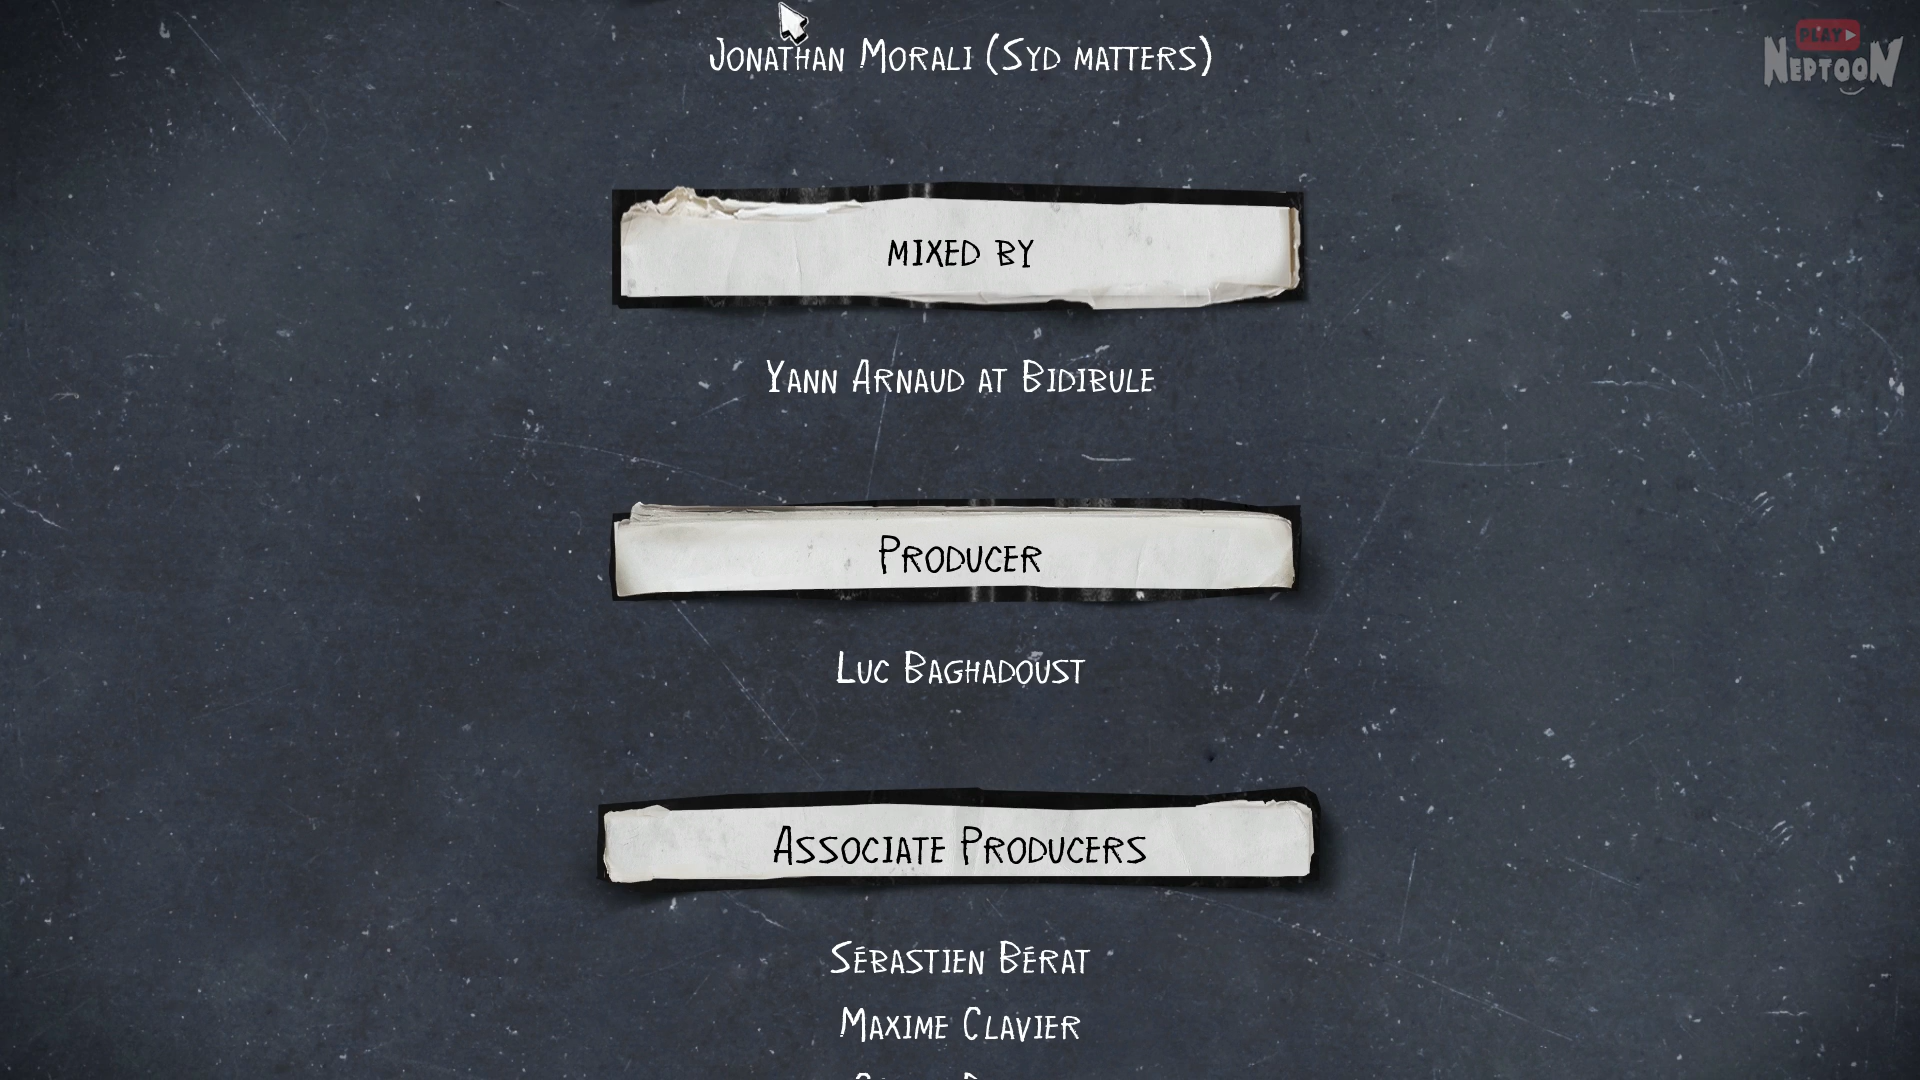 Jonathan Morali (Syd matters)
PLAY
NEPTOON
mixed by
Yann Arnaud at Bidibule
Producer
Luc Baghadoust
Associate Producers
Sébastien Bérat
Maxime Clavier